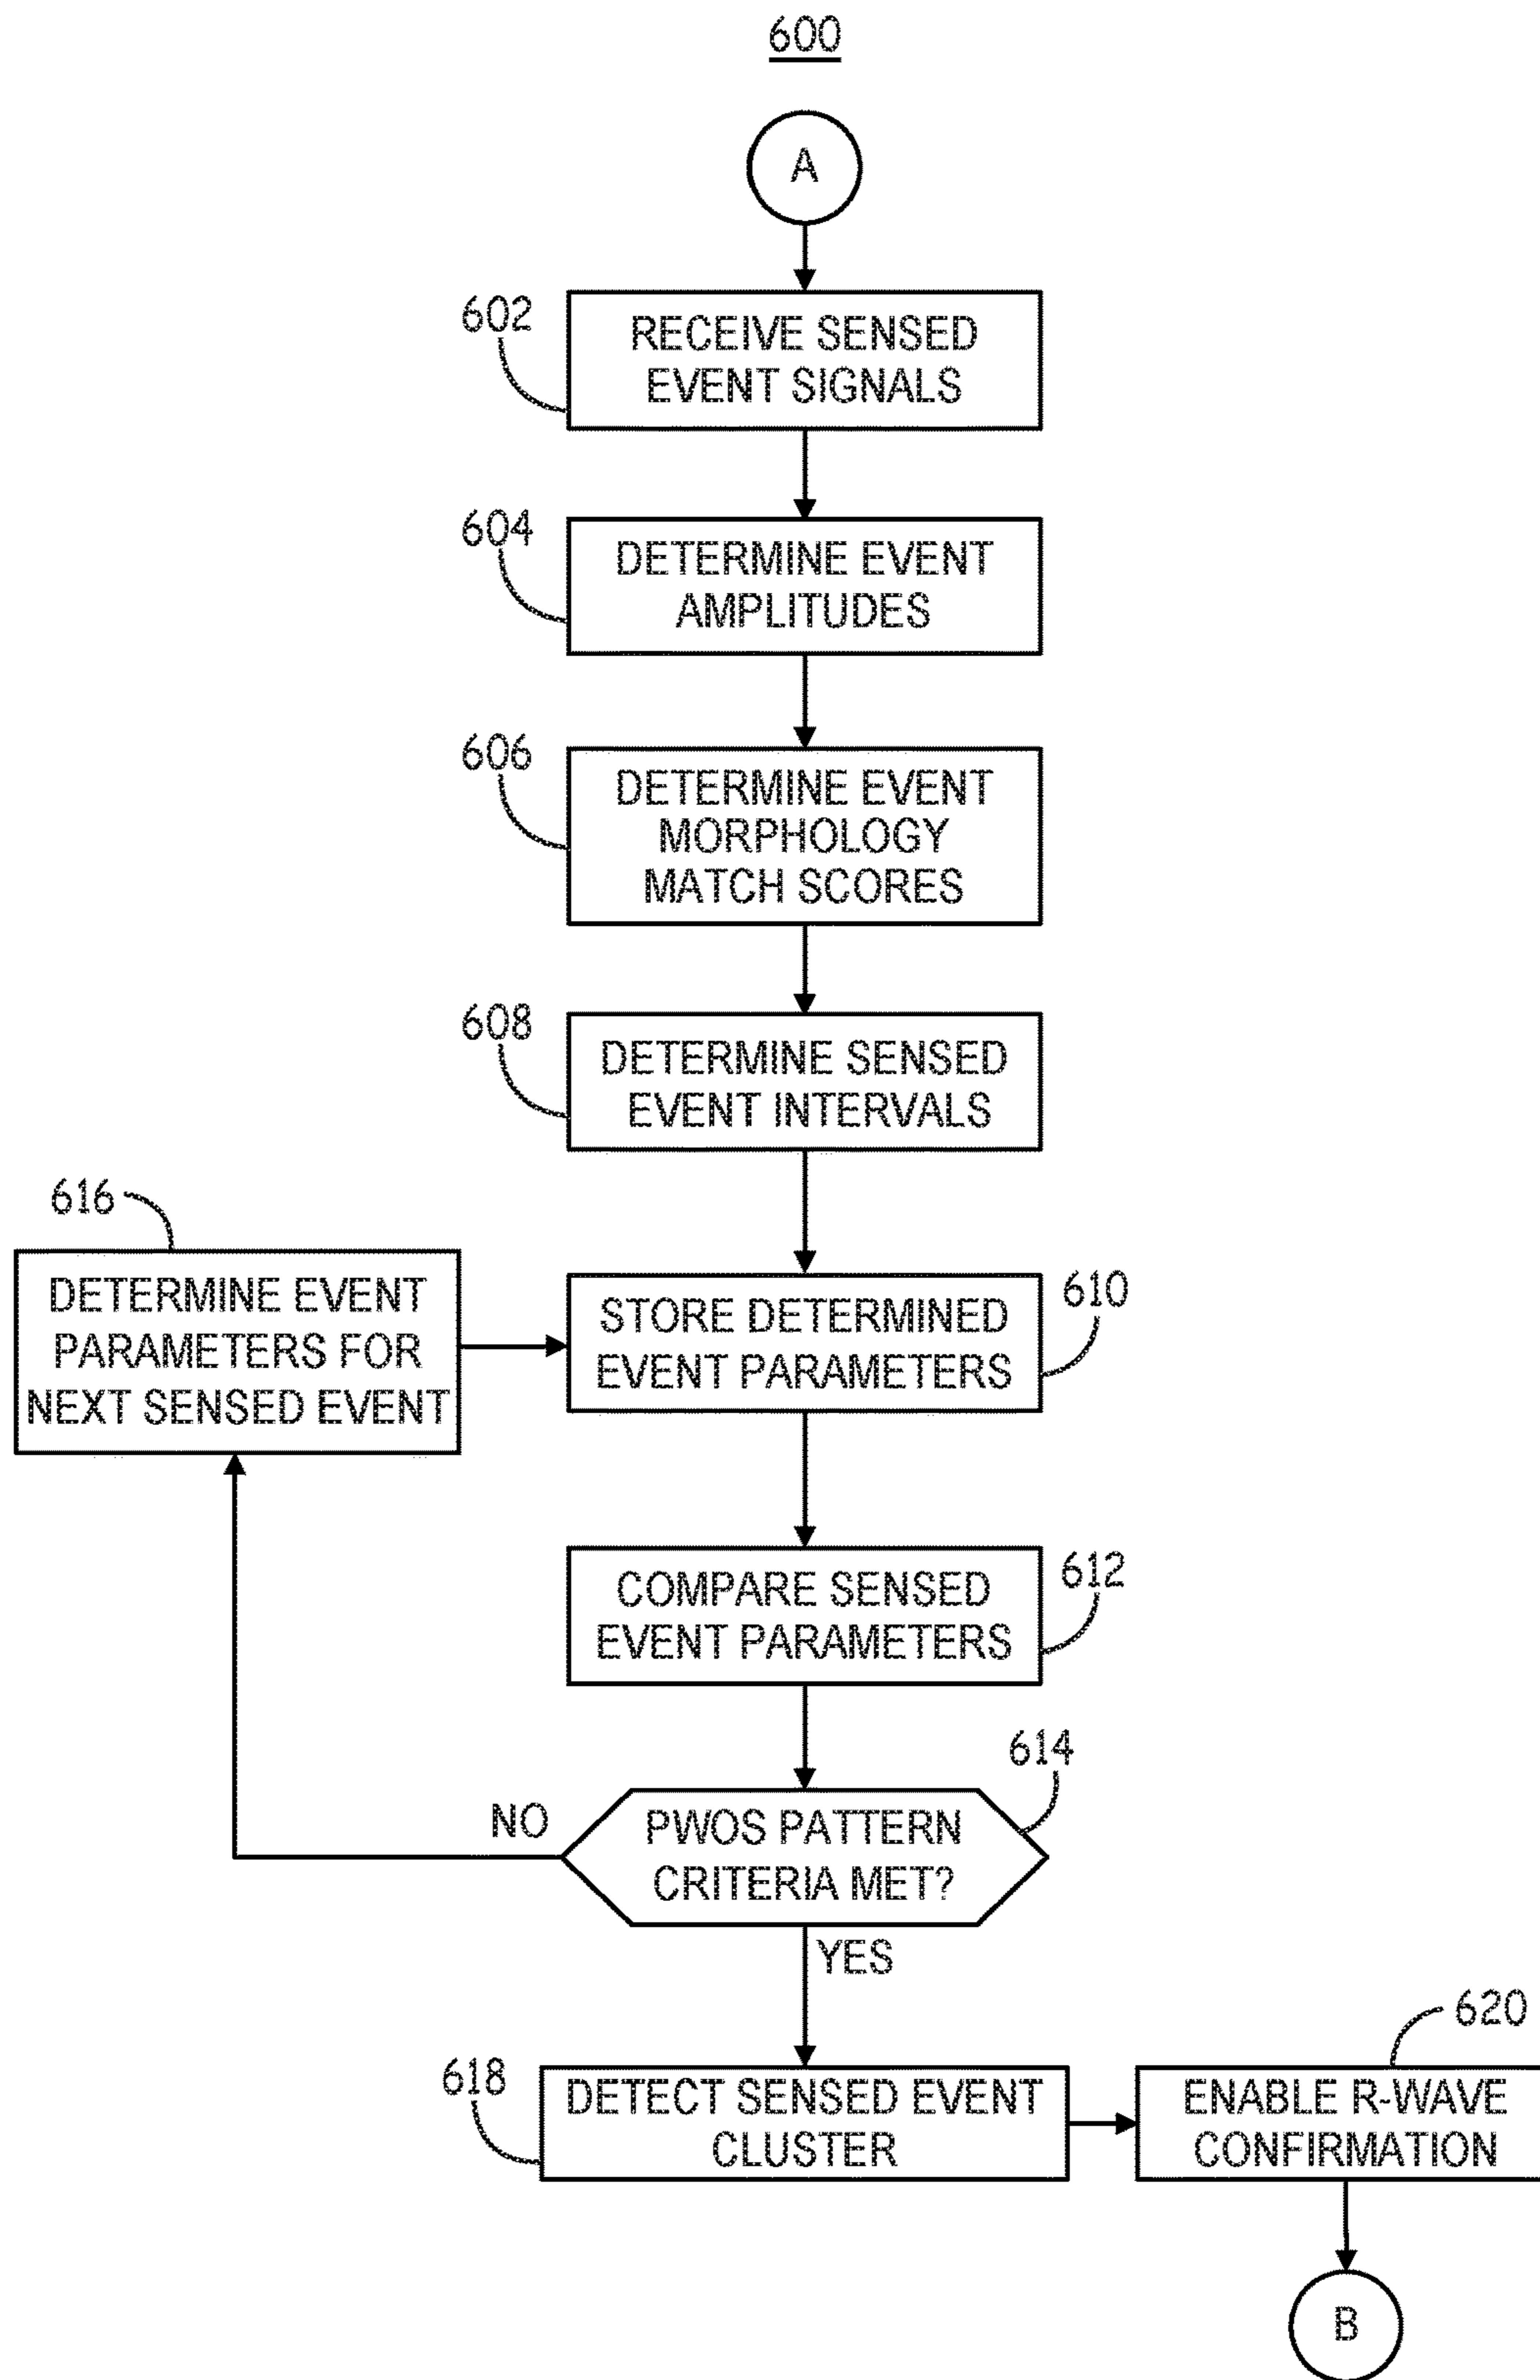 600
A
602
RECEIVE SENSED
EVENT SIGNALS
604
DETERMINE EVENT
AMPLITUDES
606
DETERMINE EVENT
MORPHOLOGY
MATCH SCORES
608
DETERMINE SENSED
EVENT INTERVALS
616
DETERMINE EVENT
PARAMETERS FOR
NEXT SENSED EVENT
610
STORE DETERMINED
EVENT PARAMETERS
612
COMPARE SENSED
EVENT PARAMETERS
614
NO
PWOS PATTERN
CRITERIA MET?
YES
618
DETECT SENSED EVENT
CLUSTER
620
ENABLE R-WAVE
CONFIRMATION
B